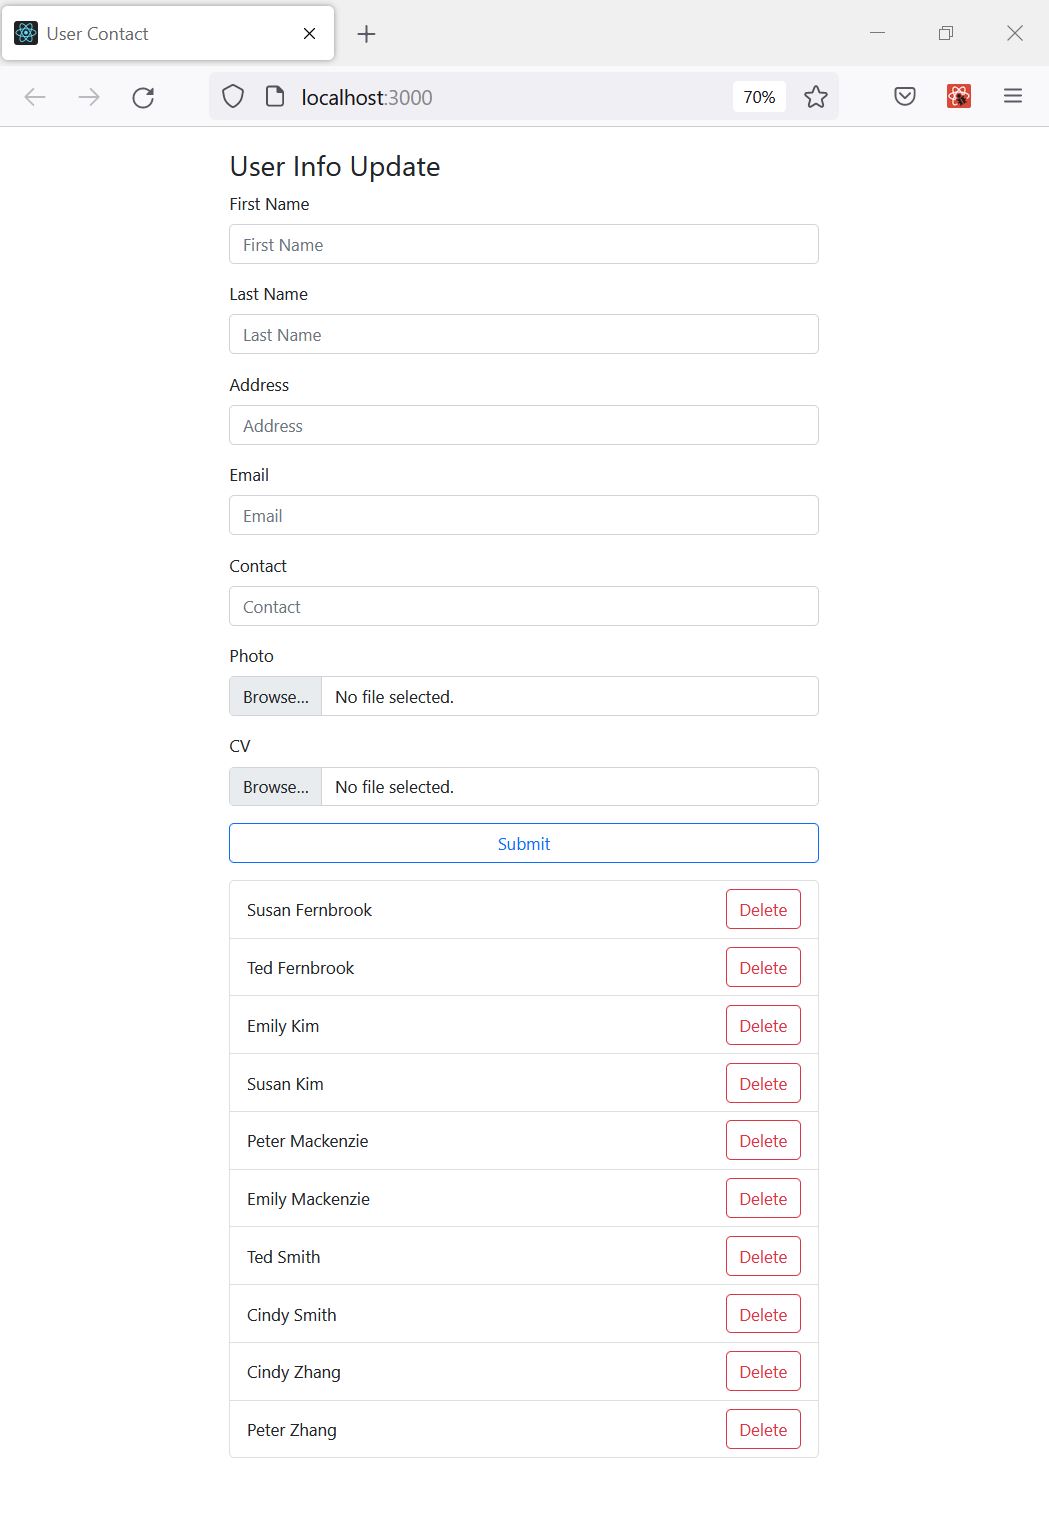 User Contact
localhost:3000
70%
User Info Update
First Name
First Name
Last Name
Last Name
Address
Address
Email
Email
Contact
Contact
Photo
Browse... No file selected.
CV
Browse... No file selected.
Submit
Susan Fernbrook Delete
Ted Fernbrook Delete
Emily Kim Delete
Susan Kim Delete
Peter Mackenzie Delete
Emily Mackenzie Delete
Ted Smith Delete
Cindy Smith Delete
Cindy Zhang Delete
Peter Zhang Delete